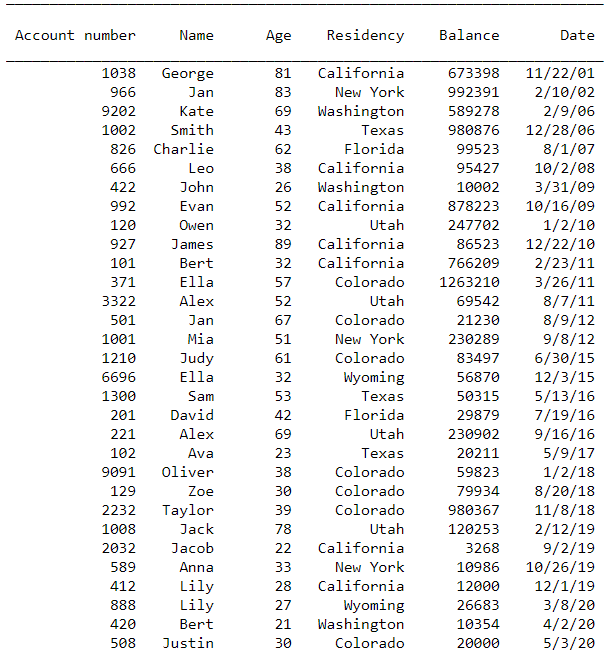 Account number Name Age Residency Balance Date
1038 George 81 California 673398 11/22/01
966 Jan 83 New York 992391 2/10/02
9202 Kate 69 Washington 589278 2/9/06
1002 Smith 43 Texas 980876 12/28/06
826 Charlie 62 Florida 99523 8/1/07
666 Leo 38 California 95427 10/2/08
422 John 26 Washington 10002 3/31/09
992 Evan 52 California 878223 10/16/09
120 Owen 32 Utah 247702 1/2/10
927 James 89 California 86523 12/22/10
101 Bert 32 California 766209 2/23/11
371 Ella 57 Colorado 1263210 3/26/11
3322 Alex 52 Utah 69542 8/7/11
501 Jan 67 Colorado 21230 8/9/12
1001 Mia 51 New York 230289 9/8/12
1210 Judy 61 Colorado 83497 6/30/15
6696 Ella 32 Wyoming 56870 12/3/15
1300 Sam 53 Texas 50315 5/13/16
201 David 42 Florida 29879 7/19/16
221 Alex 69 Utah 230902 9/16/16
102 Ava 23 Texas 20211 5/9/17
9091 Oliver 38 Colorado 59823 1/2/18
129 Zoe 30 Colorado 79934 8/20/18
2232 Taylor 39 Colorado 980367 11/8/18
1008 Jack 78 Utah 120253 2/12/19
2032 Jacob 22 California 3268 9/2/19
589 Anna 33 New York 10986 10/26/19
412 Lily 28 California 12000 12/1/19
888 Lily 27 Wyoming 26683 3/8/20
420 Bert 21 Washington 10354 4/2/20
508 Justin 30 Colorado 20000 5/3/20